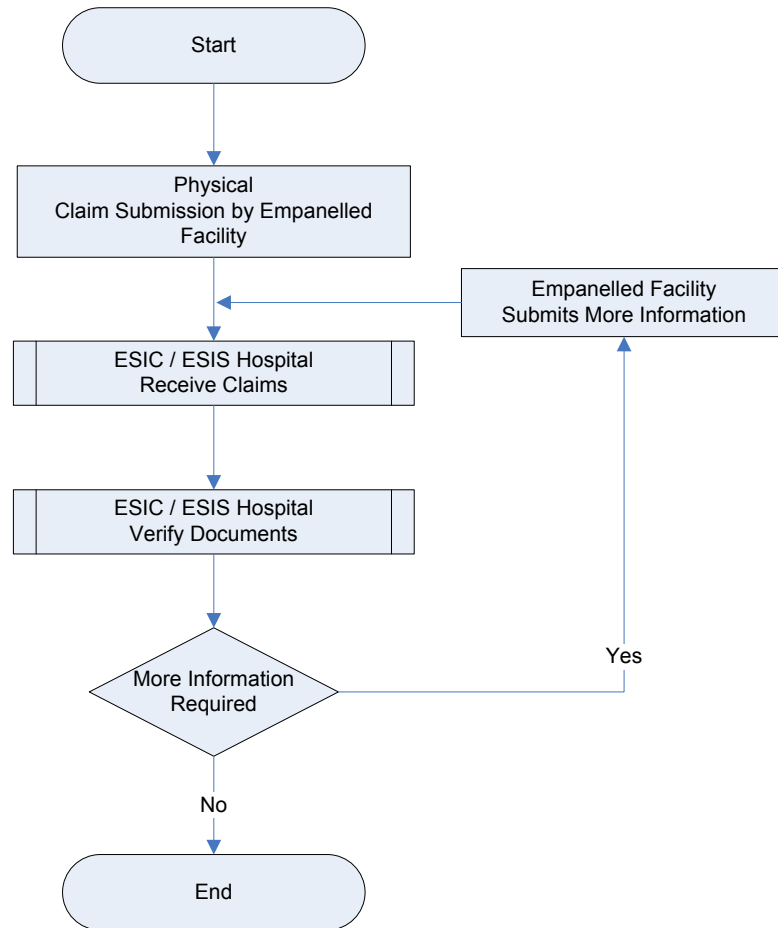 Start
Physical
Claim Submission by Empanelled
Facility
Empanelled Facility
Submits More Information
ESIC / ESIS Hospital
Receive Claims
ESIC / ESIS Hospital
Verify Documents
More Information
Required
Yes
No
End